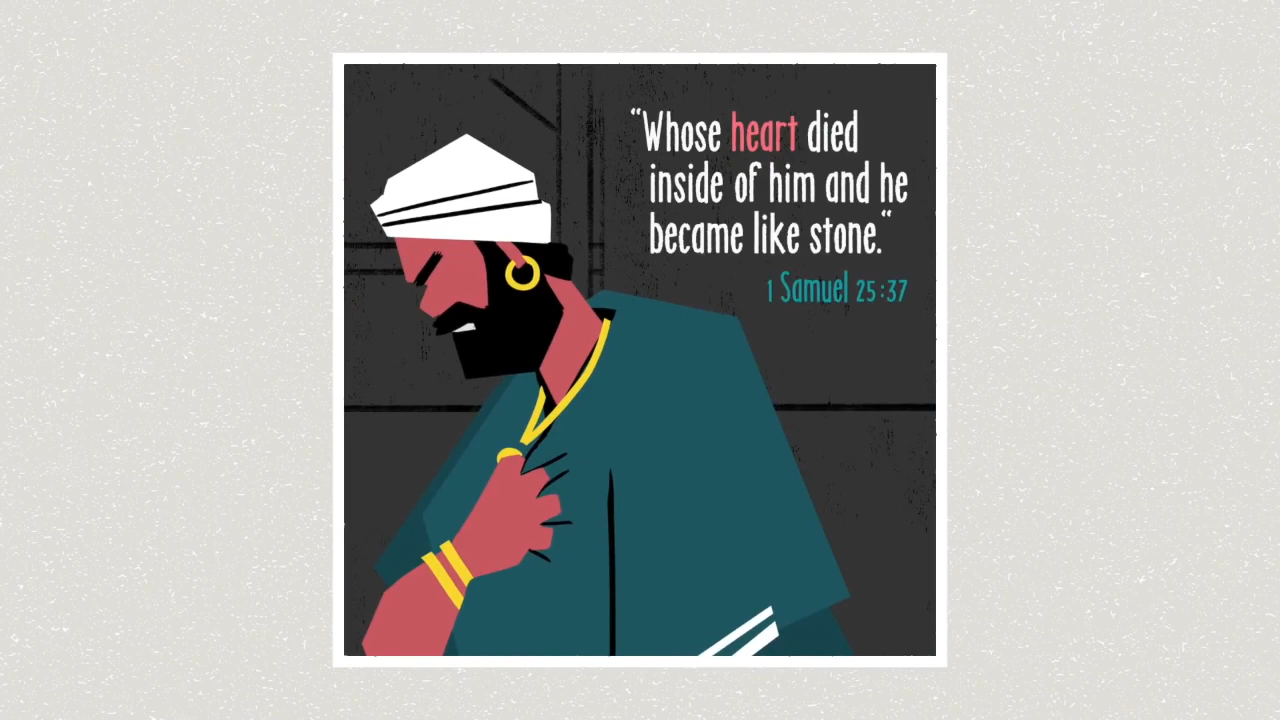 “Whose heart died
inside of him and he
became like stone.“
1 Samuel 25:37